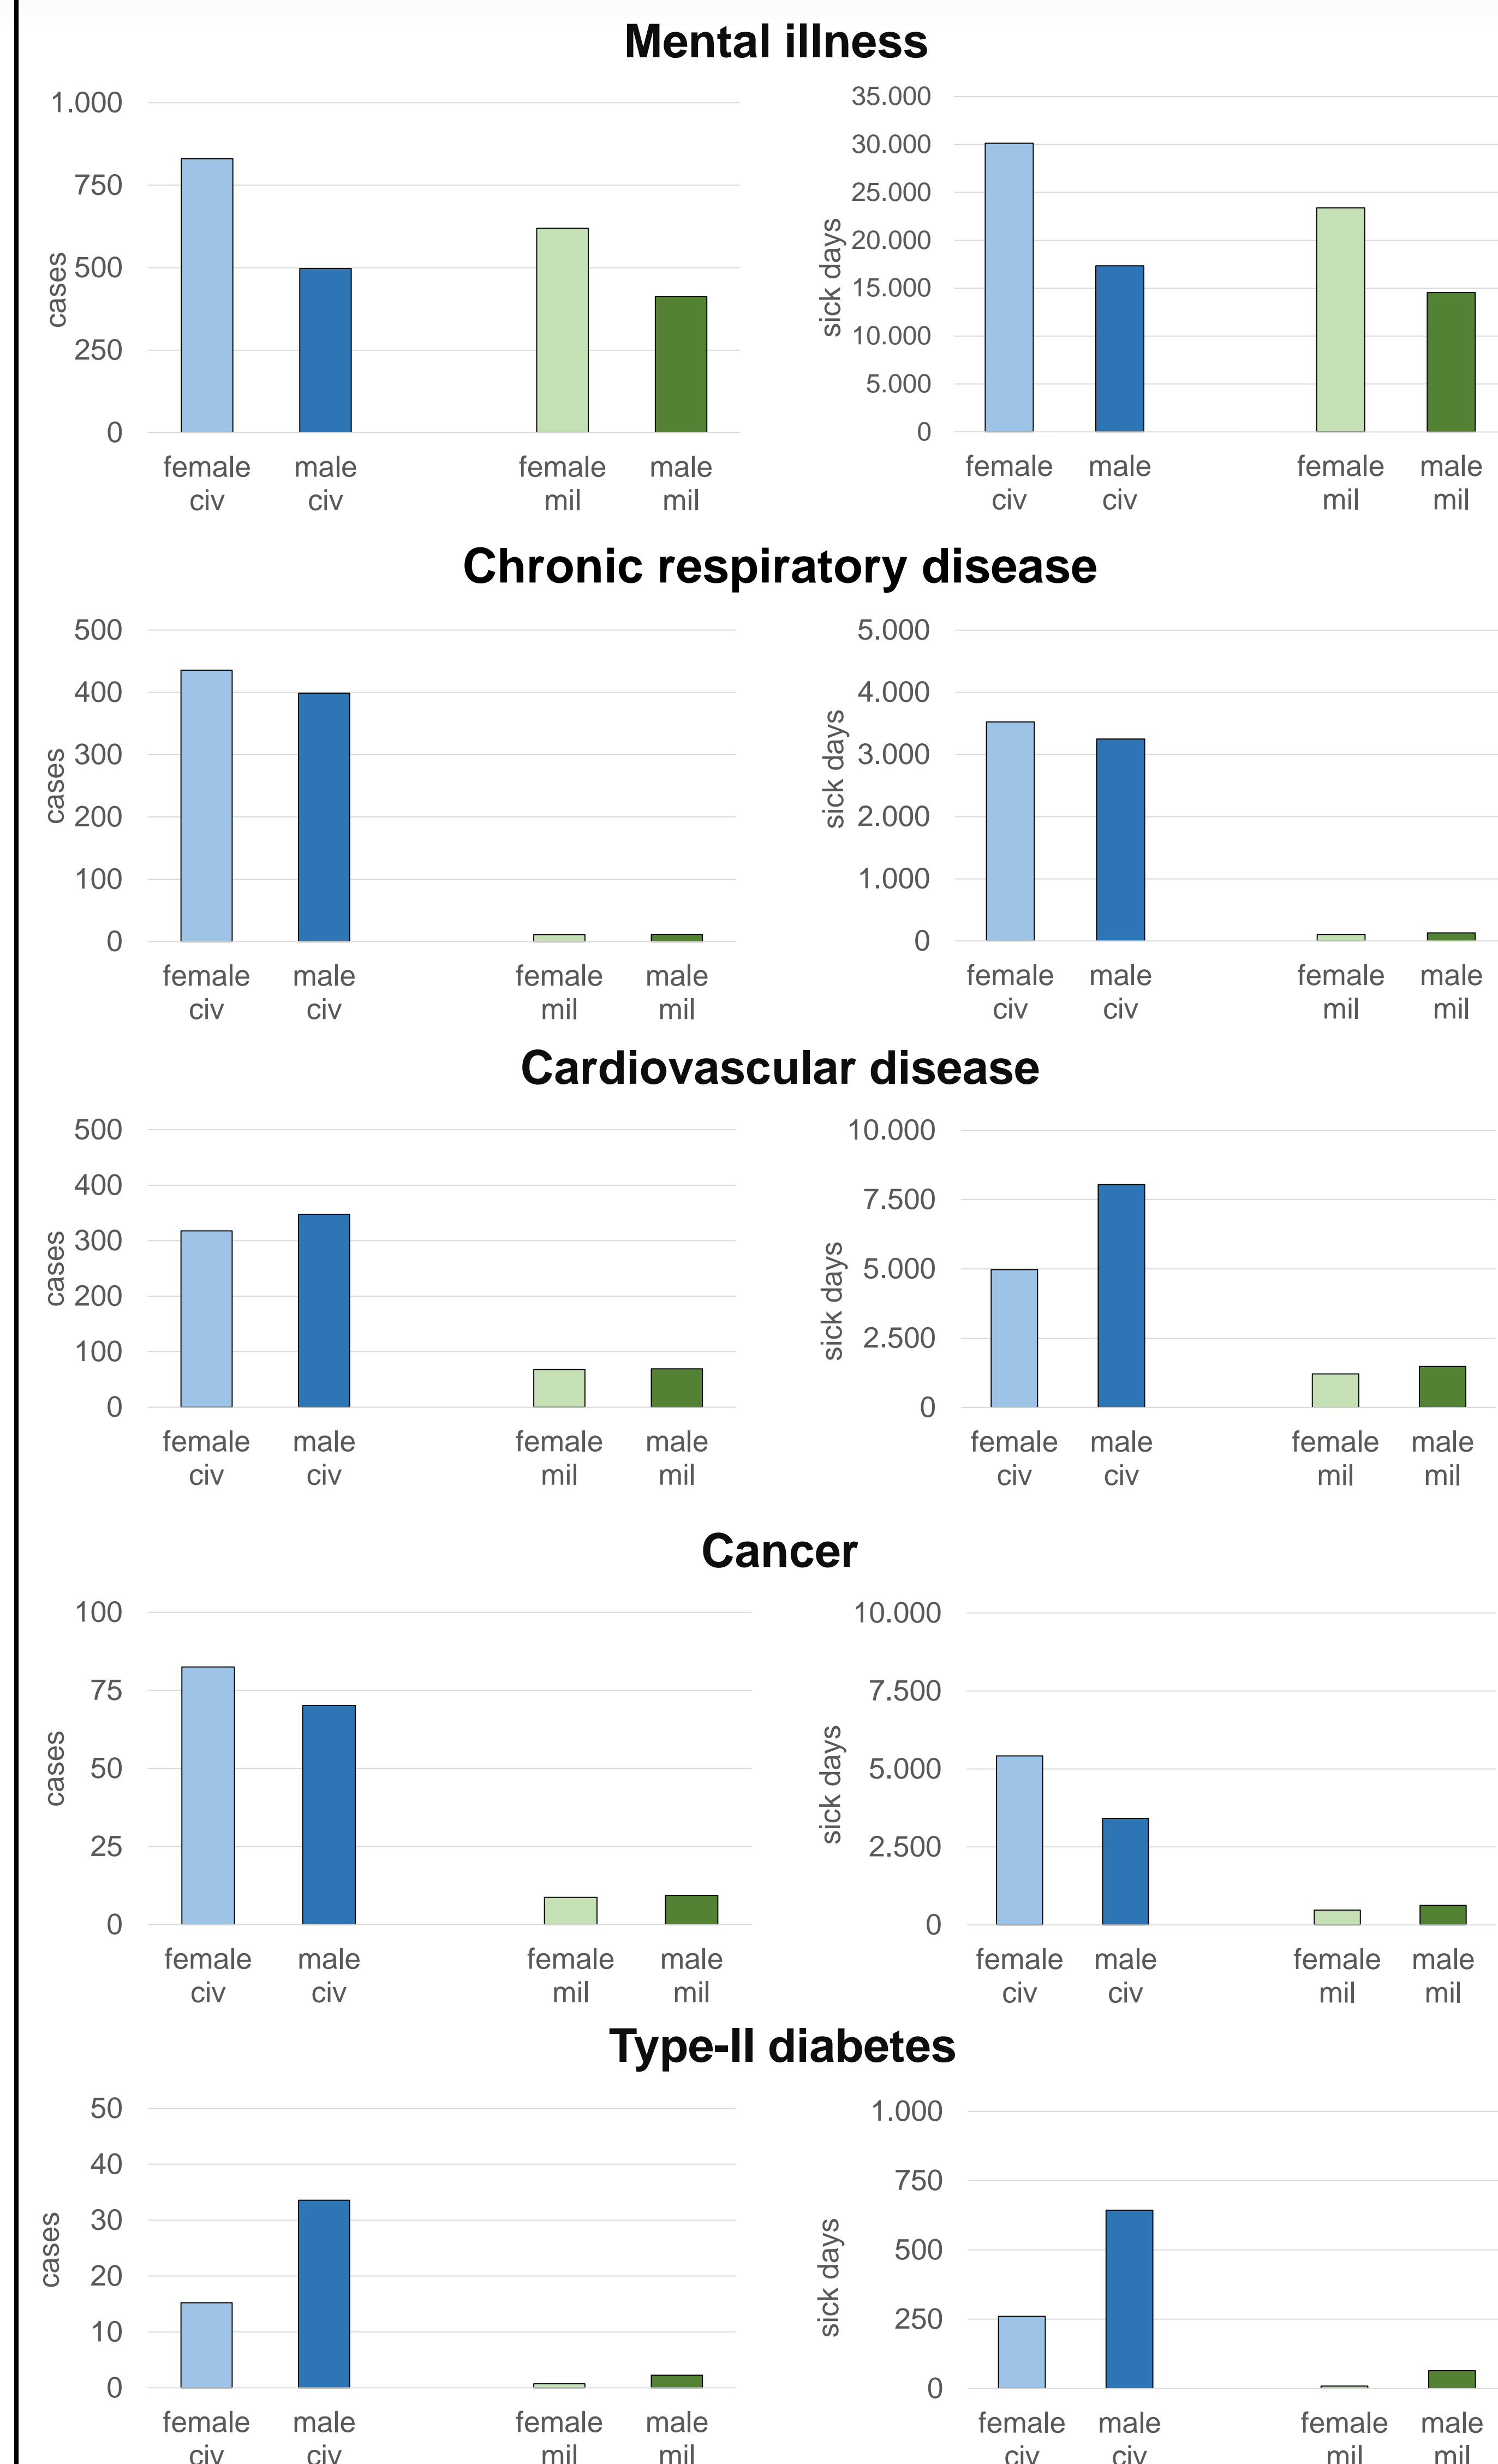 Mental illness
1.000
750
500
250
0
cases
female male female male
civ civ mil mil
35.000
30.000
25.000
20.000
15.000
10.000
5.000
0
sick days
female male female male
civ civ mil mil
Chronic respiratory disease
500
400
300
200
100
0
cases
female male female male
civ civ mil mil
5.000
4.000
3.000
2.000
1.000
0
sick days
female male female male
civ civ mil mil
Cardiovascular disease
500
400
300
200
100
0
cases
female male female male
civ civ mil mil
10.000
7.500
5.000
2.500
0
sick days
female male female male
civ civ mil mil
Cancer
100
75
50
25
0
cases
female male female male
civ civ mil mil
10.000
7.500
5.000
2.500
0
sick days
female male female male
civ civ mil mil
Type-II diabetes
50
40
30
20
10
0
cases
female male female male
civ civ mil mil
1.000
750
500
250
0
sick days
female male female male
civ civ mil mil